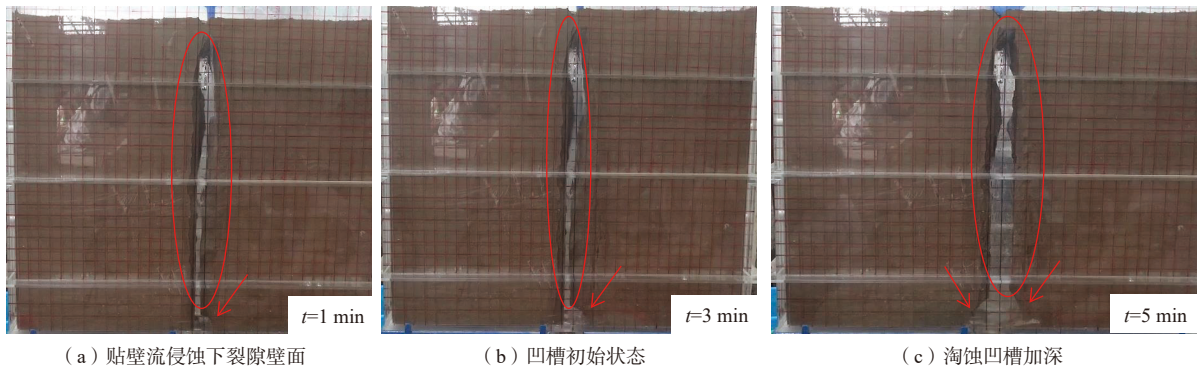 t=1 min
t=3 min
t=5 min
（a）贴壁流侵蚀下裂隙壁面
（b）凹槽初始状态
（c）淘蚀凹槽加深